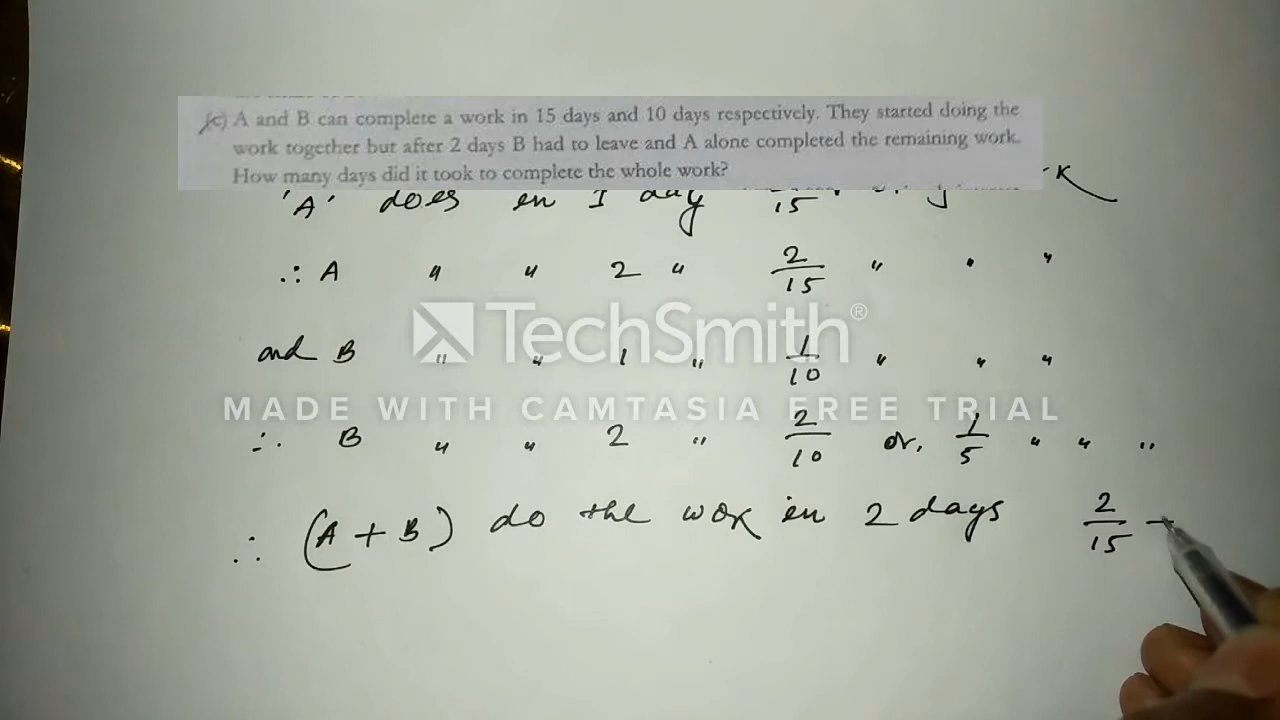 (c) A and B can complete a work in 15 days and 10 days respectively. They started doing the
work together but after 2 days B had to leave and A alone completed the remaining work.
How many days did it took to complete the whole work?
'A' does in 1 day 15
∴ A " " 2 " 2/15 " " "
TechSmith®
and B " " 1 " 1/10 " " "
MADE WITH CAMTASIA FREE TRIAL
∴ B " " 2 " 2/10 or, 1/5 " " "
∴ (A + B) do the work in 2 days 2/15 +